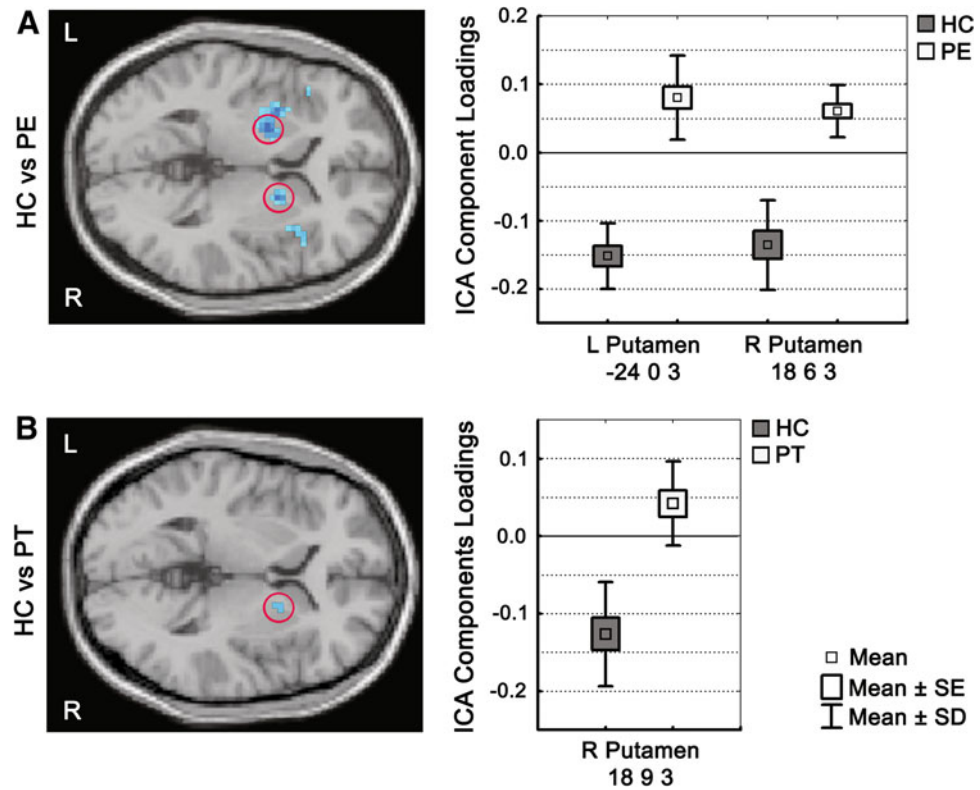 A
L
R
HC vs PE
ICA Component Loadings
0.2
0.1
0.0
-0.1
-0.2
L Putamen
-24 0 3
R Putamen
18 6 3
HC
PE
B
L
R
HC vs PT
ICA Components Loadings
0.1
0.0
-0.1
-0.2
R Putamen
18 9 3
HC
PT
Mean
Mean ± SE
Mean ± SD